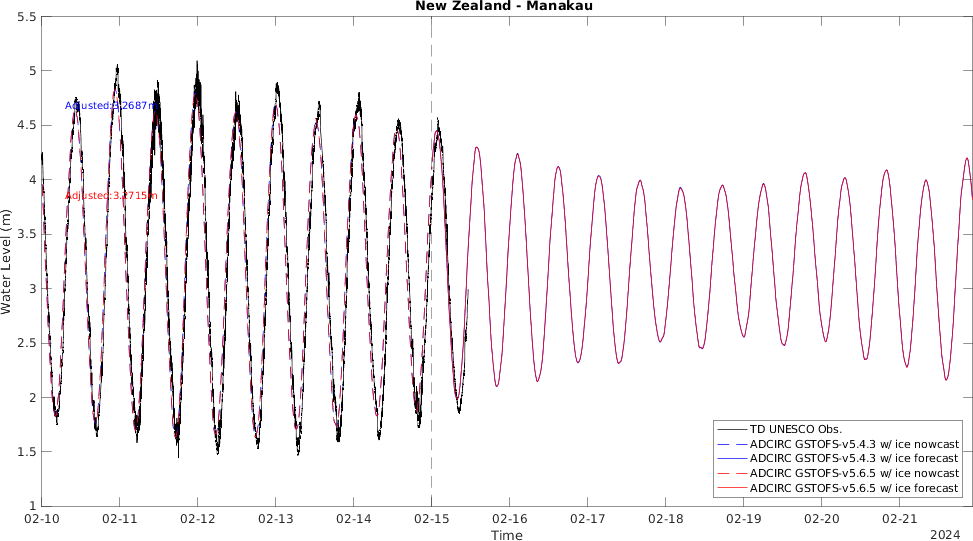 New Zealand - Manakau
5.5
5
4.5
4
3.5
3
2.5
2
1.5
1
Water Level (m)
Adjusted:3.2687m
Adjusted:3.2715m
TD UNESCO Obs.
ADCIRC GSTOFS-v5.4.3 w/ ice nowcast
ADCIRC GSTOFS-v5.4.3 w/ ice forecast
ADCIRC GSTOFS-v5.6.5 w/ ice nowcast
ADCIRC GSTOFS-v5.6.5 w/ ice forecast
02-10 02-11 02-12 02-13 02-14 02-15 02-16 02-17 02-18 02-19 02-20 02-21
Time
2024